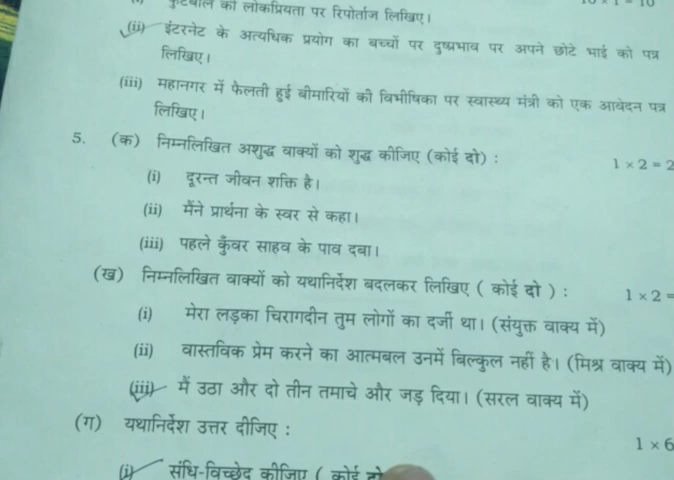 फुटबाल की लोकप्रियता पर रिपोर्ताज लिखिए।
(ii) इंटरनेट के अत्यधिक प्रयोग का बच्चों पर दुष्प्रभाव पर अपने छोटे भाई को पत्र
लिखिए।
(iii) महानगर में फैलती हुई बीमारियों की विभीषिका पर स्वास्थ्य मंत्री को एक आवेदन पत्र
लिखिए।
5. (क) निम्नलिखित अशुद्ध वाक्यों को शुद्ध कीजिए (कोई दो) : 1 × 2 = 2
(i) दूरन्त जीवन शक्ति है।
(ii) मैंने प्रार्थना के स्वर से कहा।
(iii) पहले कुँवर साहव के पाव दबा।
(ख) निम्नलिखित वाक्यों को यथानिर्देश बदलकर लिखिए ( कोई दो ) : 1 × 2 =
(i) मेरा लड़का चिरागदीन तुम लोगों का दर्जी था। (संयुक्त वाक्य में)
(ii) वास्तविक प्रेम करने का आत्मबल उनमें बिल्कुल नहीं है। (मिश्र वाक्य में)
(iii) मैं उठा और दो तीन तमाचे और जड़ दिया। (सरल वाक्य में)
(ग) यथानिर्देश उत्तर दीजिए : 1 × 6
(i) संधि-विच्छेद कीजिए ( कोई दो